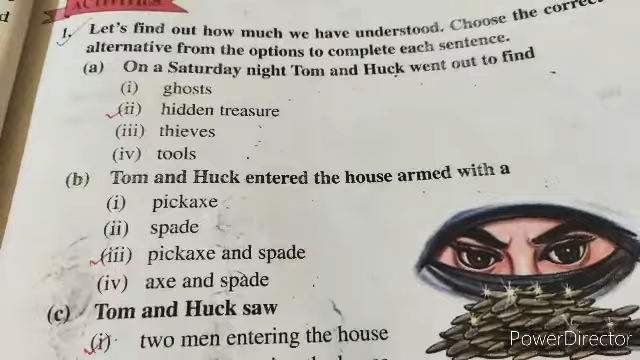 ACTIVITIES
d
1. Let's find out how much we have understood. Choose the correct
alternative from the options to complete each sentence.
(a) On a Saturday night Tom and Huck went out to find
(i) ghosts
(ii) hidden treasure
(iii) thieves
(iv) tools
(b) Tom and Huck entered the house armed with a
(i) pickaxe
(ii) spade
(iii) pickaxe and spade
(iv) axe and spade
(c) Tom and Huck saw
(i) two men entering the house
PowerDirector